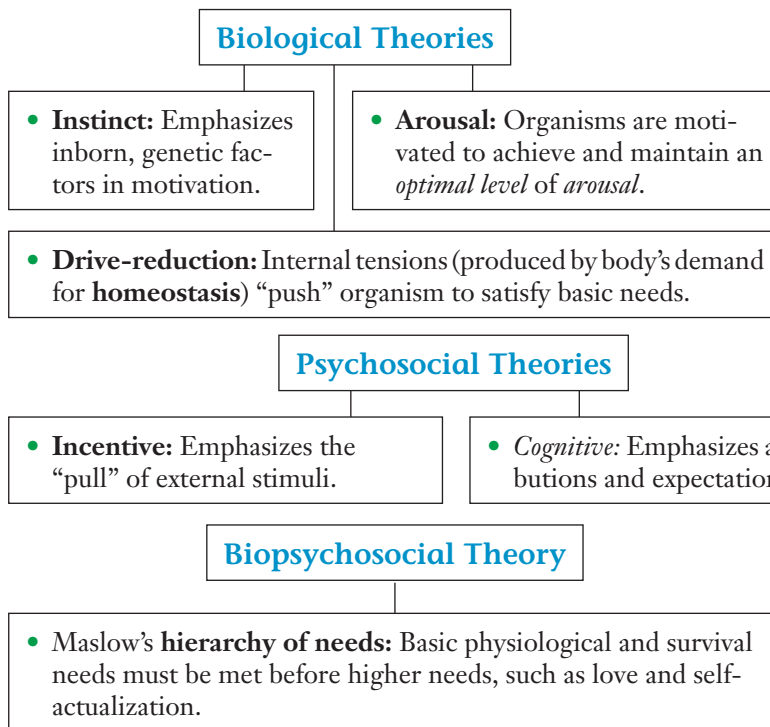 Biological Theories
• Instinct: Emphasizes
inborn, genetic fac-
tors in motivation.
• Arousal: Organisms are moti-
vated to achieve and maintain an
optimal level of arousal.
• Drive-reduction: Internal tensions (produced by body's demand
for homeostasis) “push” organism to satisfy basic needs.
Psychosocial Theories
• Incentive: Emphasizes the
“pull” of external stimuli.
• Cognitive: Emphasizes
butions and expectation
Biopsychosocial Theory
• Maslow's hierarchy of needs: Basic physiological and survival
needs must be met before higher needs, such as love and self-
actualization.